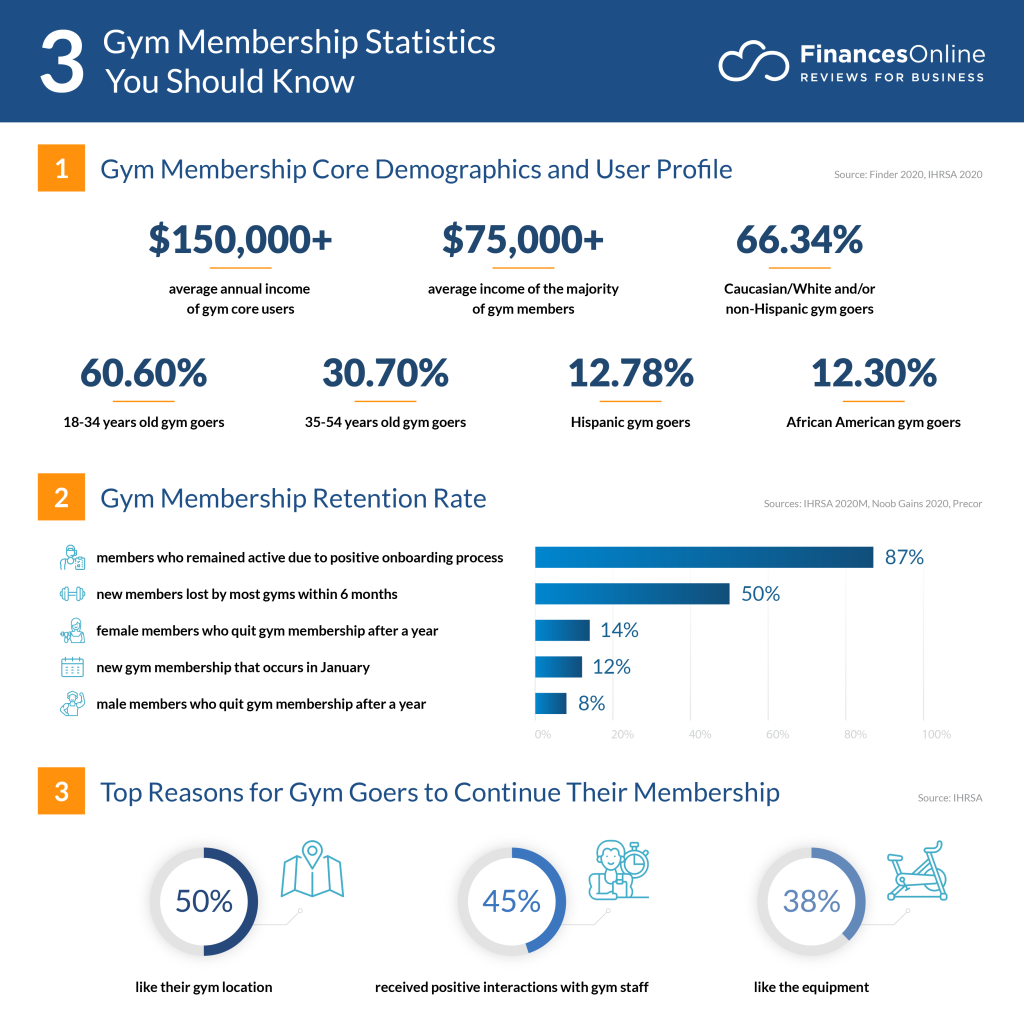 3
Gym Membership Statistics
You Should Know
FinancesOnline
REVIEWS FOR BUSINESS
1
Gym Membership Core Demographics and User Profile
Source: Finder 2020, IHRSA 2020
$150,000+
average annual income
of gym core users
$75,000+
average income of the majority
of gym members
66.34%
Caucasian/White and/or
non-Hispanic gym goers
60.60%
18-34 years old gym goers
30.70%
35-54 years old gym goers
12.78%
Hispanic gym goers
12.30%
African American gym goers
2
Gym Membership Retention Rate
Sources: IHRSA 2020M, Noob Gains 2020, Precor
members who remained active due to positive onboarding process
87%
new members lost by most gyms within 6 months
50%
female members who quit gym membership after a year
14%
new gym membership that occurs in January
12%
male members who quit gym membership after a year
8%
0% 20% 40% 60% 80% 100%
3
Top Reasons for Gym Goers to Continue Their Membership
Source: IHRSA
50%
like their gym location
45%
received positive interactions with gym staff
38%
like the equipment